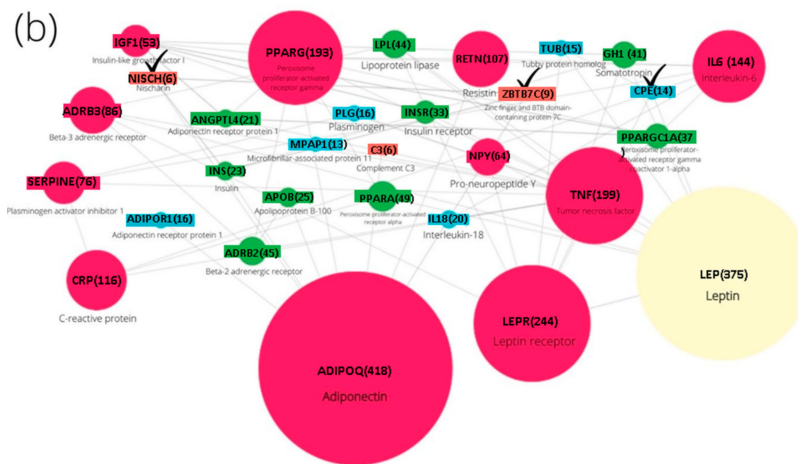 (b)
IGF1(53)
Insulin-like growth factor I
NISCH(6)
Nischarin
PPARG(193)
Peroxisome
proliferator activated
receptor gamma
LPL(44)
Lipoprotein lipase
RETN(107)
Resistin
TUB(15)
Tubby protein homolog
GH1 (41)
Somatotropin
IL6 (144)
Interleukin-6
ZBTB7C(9)
Zinc finger and BTB domain-
containing protein 7C
CPE(14)
ADRB3(86)
Beta-3 adrenergic receptor
ANGPTL4(21)
Adiponectin receptor protein 1
PLG(16)
Plasminogen
INSR(33)
Insulin receptor
PPARGC1A(37
Peroxisome proliferator-
activated receptor gamma
coactivator 1-alpha
MPAP1(13)
Microfibrillar-associated protein 11
C3(6)
Complement C3
NPY(64)
Pro-neuropeptide Y
SERPINE(76)
Plasminogen activator inhibitor 1
INS(23)
Insulin
APOB(25)
Apolipoprotein B-100
PPARA(49)
Peroxisome proliferator-activated
receptor alpha
TNF(199)
Tumor necrosis factor
ADIPOR1(16)
Adiponectin receptor protein 1
IL18(20)
Interleukin-18
ADRB2(45)
Beta-2 adrenergic receptor
CRP(116)
C-reactive protein
LEP(375)
Leptin
LEPR(244)
Leptin receptor
ADIPOQ(418)
Adiponectin